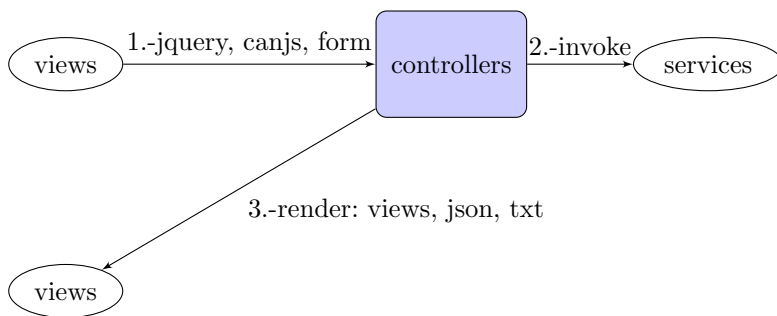 1.-jquery, canjs, form
2.-invoke
views
controllers
services
3.-render: views, json, txt
views